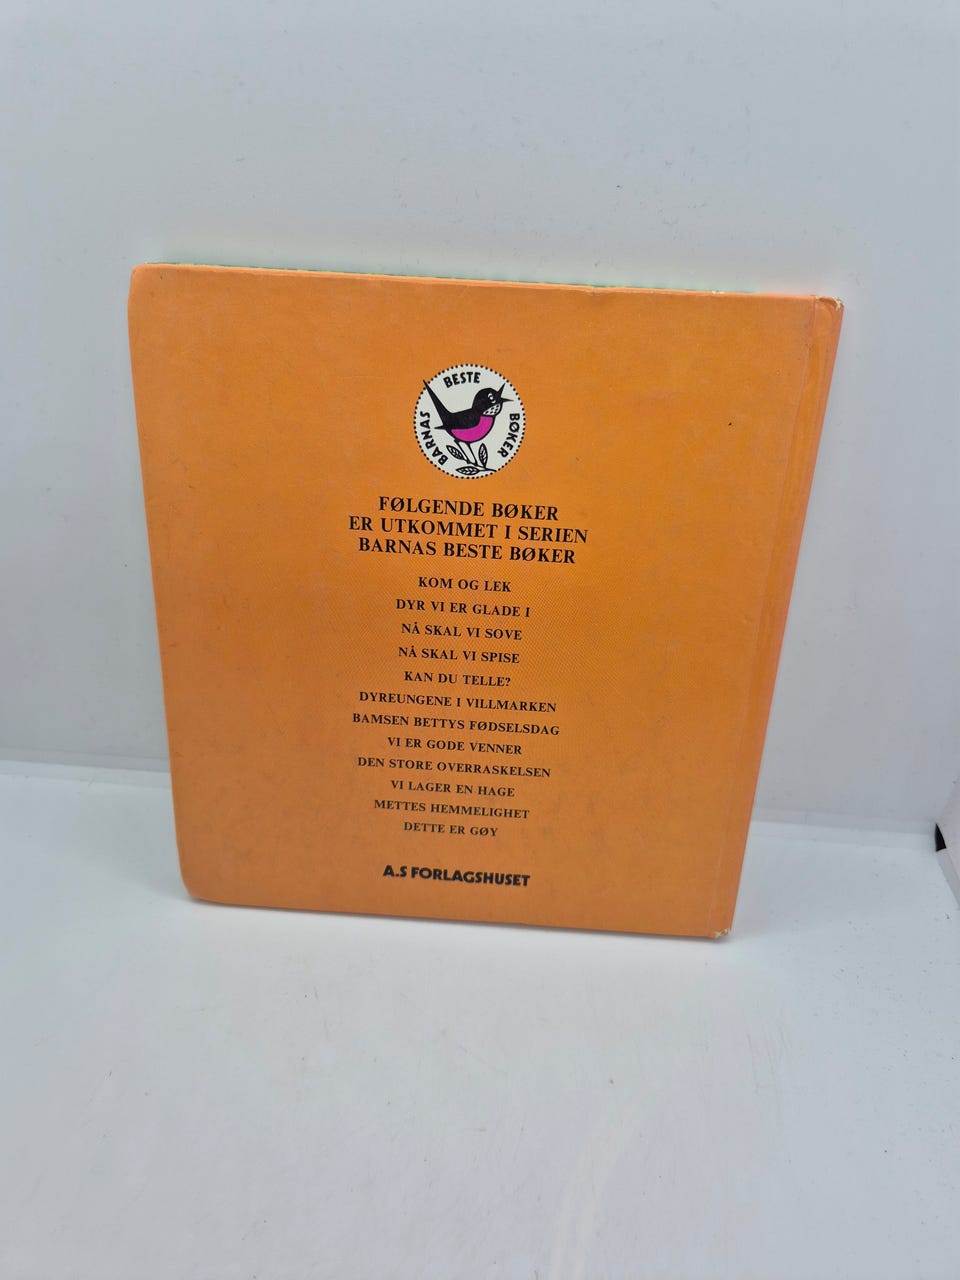 BARNAS BESTE BØKER
FØLGENDE BØKER
ER UTKOMMET I SERIEN
BARNAS BESTE BØKER
KOM OG LEK
DYR VI ER GLADE I
NÅ SKAL VI SOVE
NÅ SKAL VI SPISE
KAN DU TELLE?
DYREUNGENE I VILLMARKEN
BAMSEN BETTYS FØDSELSDAG
VI ER GODE VENNER
DEN STORE OVERRASKELSEN
VI LAGER EN HAGE
METTES HEMMELIGHET
DETTE ER GØY
A.S FORLAGSHUSET